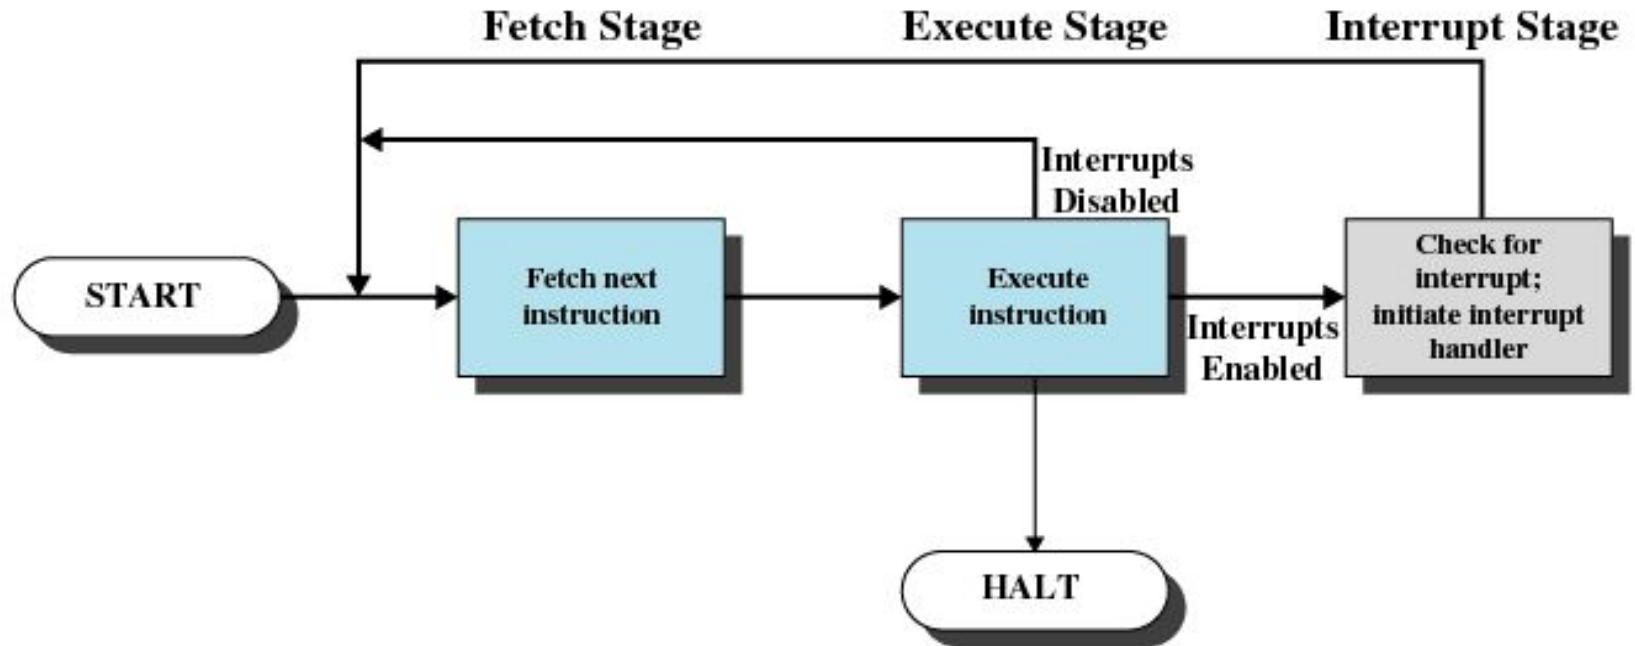 Fetch Stage
Execute Stage
Interrupt Stage
Interrupts
Disabled
START
Fetch next
instruction
Execute
instruction
Interrupts
Enabled
Check for
interrupt;
initiate interrupt
handler
HALT